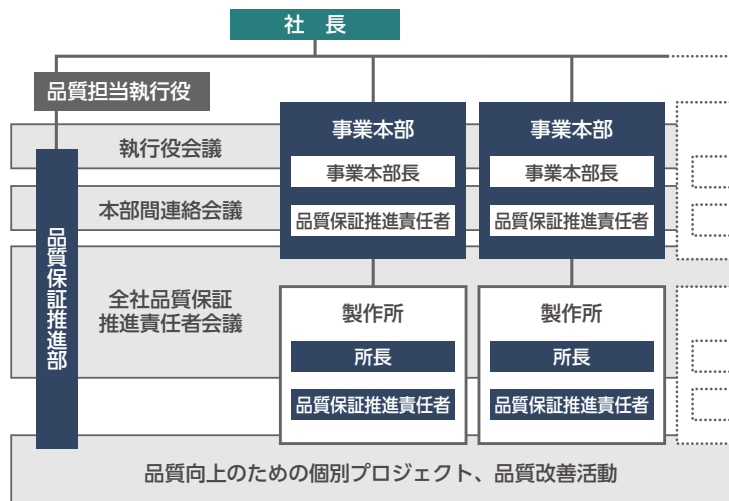 社　長
品質担当執行役
品質保証推進部
執行役会議
本部間連絡会議
全社品質保証
推進責任者会議
事業本部
事業本部長
品質保証推進責任者
製作所
所長
品質保証推進責任者
事業本部
事業本部長
品質保証推進責任者
製作所
所長
品質保証推進責任者
品質向上のための個別プロジェクト、品質改善活動